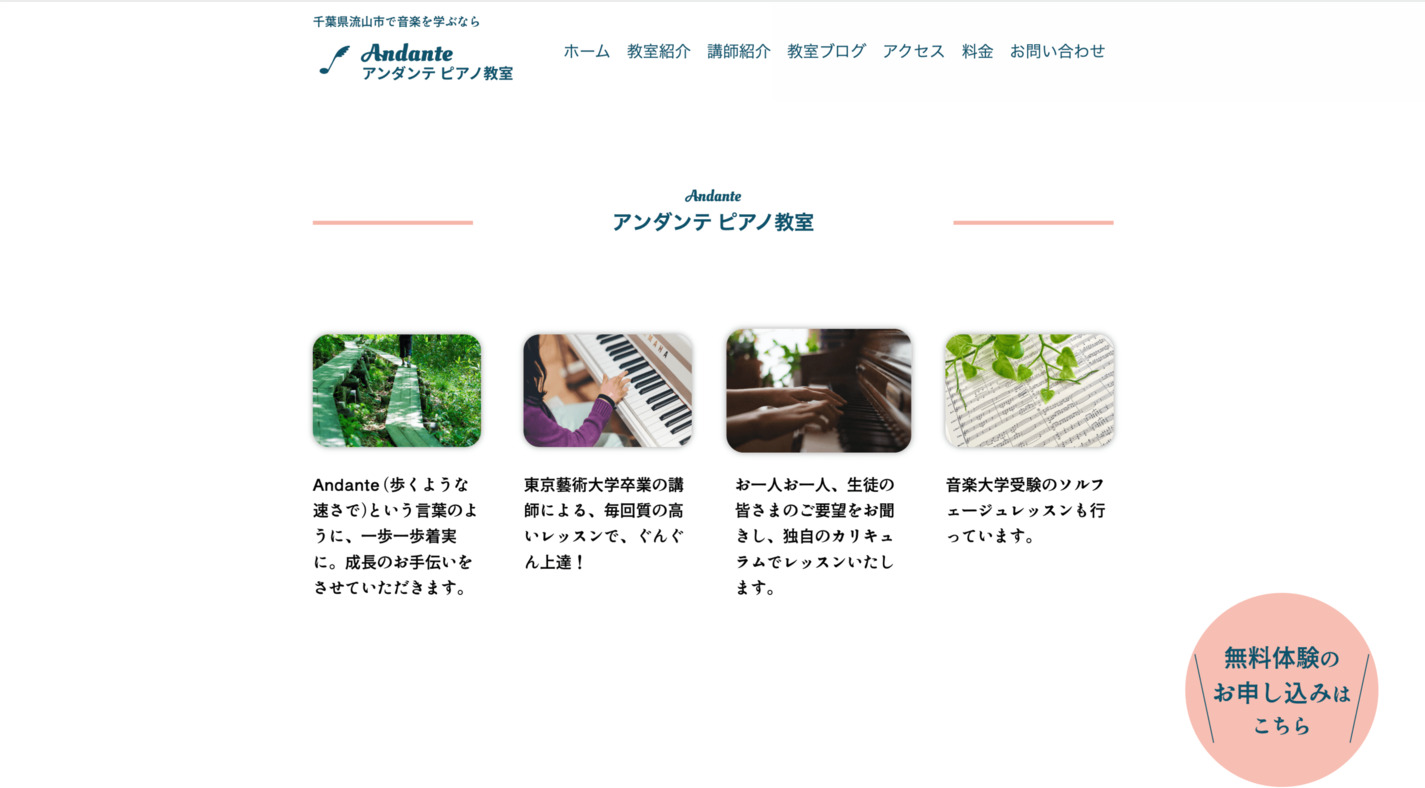 千葉県流山市で音楽を学ぶなら
Andante
アンダンテ ピアノ教室
ホーム 教室紹介 講師紹介 教室ブログ アクセス 料金 お問い合わせ
Andante
アンダンテ ピアノ教室
YAMAHA
Andante（歩くような
速さで）という言葉のよ
うに、一歩一歩着実
に。成長のお手伝いを
させていただきます。
東京藝術大学卒業の講
師による、毎回質の高
いレッスンで、ぐんぐ
ん上達！
お一人お一人、生徒の
皆さまのご要望をお聞
きし、独自のカリキュ
ラムでレッスンいたし
ます。
音楽大学受験のソルフ
ェージュレッスンも行
っています。
無料体験の
お申し込みは
こちら